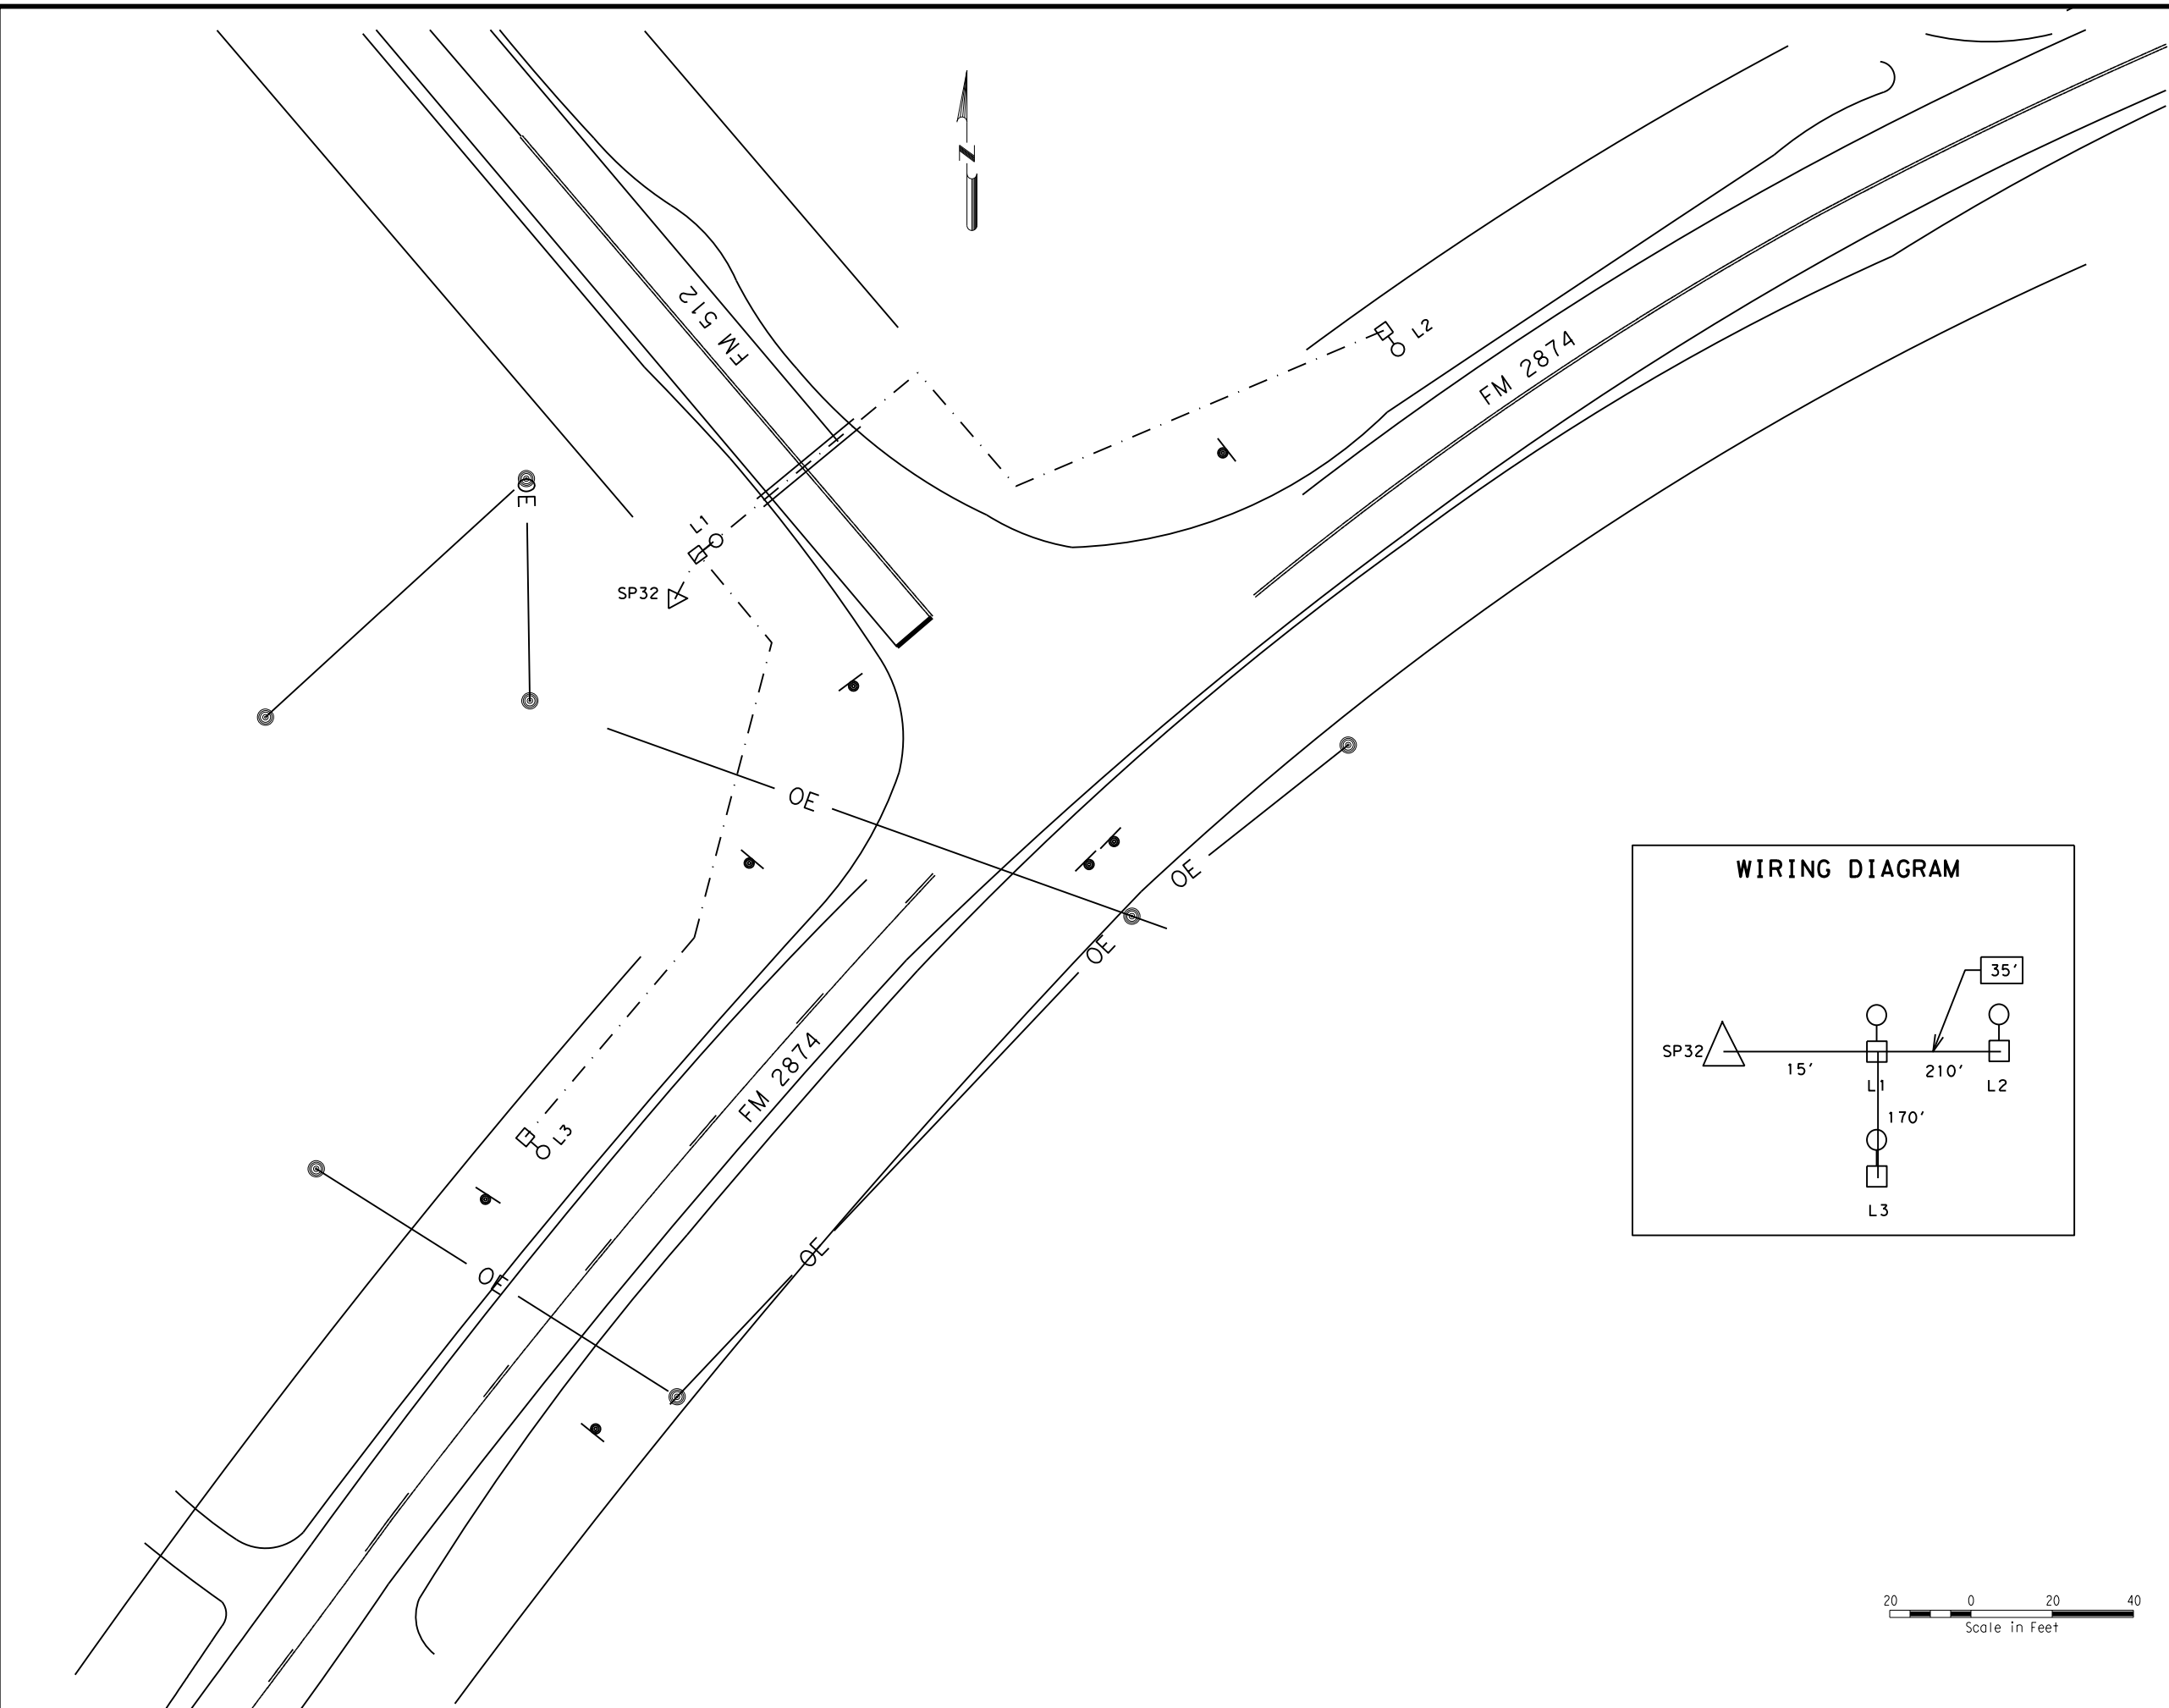 N
FM 512
L2
FM 2874
OE
L1
SP32
OE
OE
OE
FM 2874
L3
OE
OE
WIRING DIAGRAM
35'
SP32
15'
L1
210'
L2
170'
L3
20 0 20 40
Scale in Feet